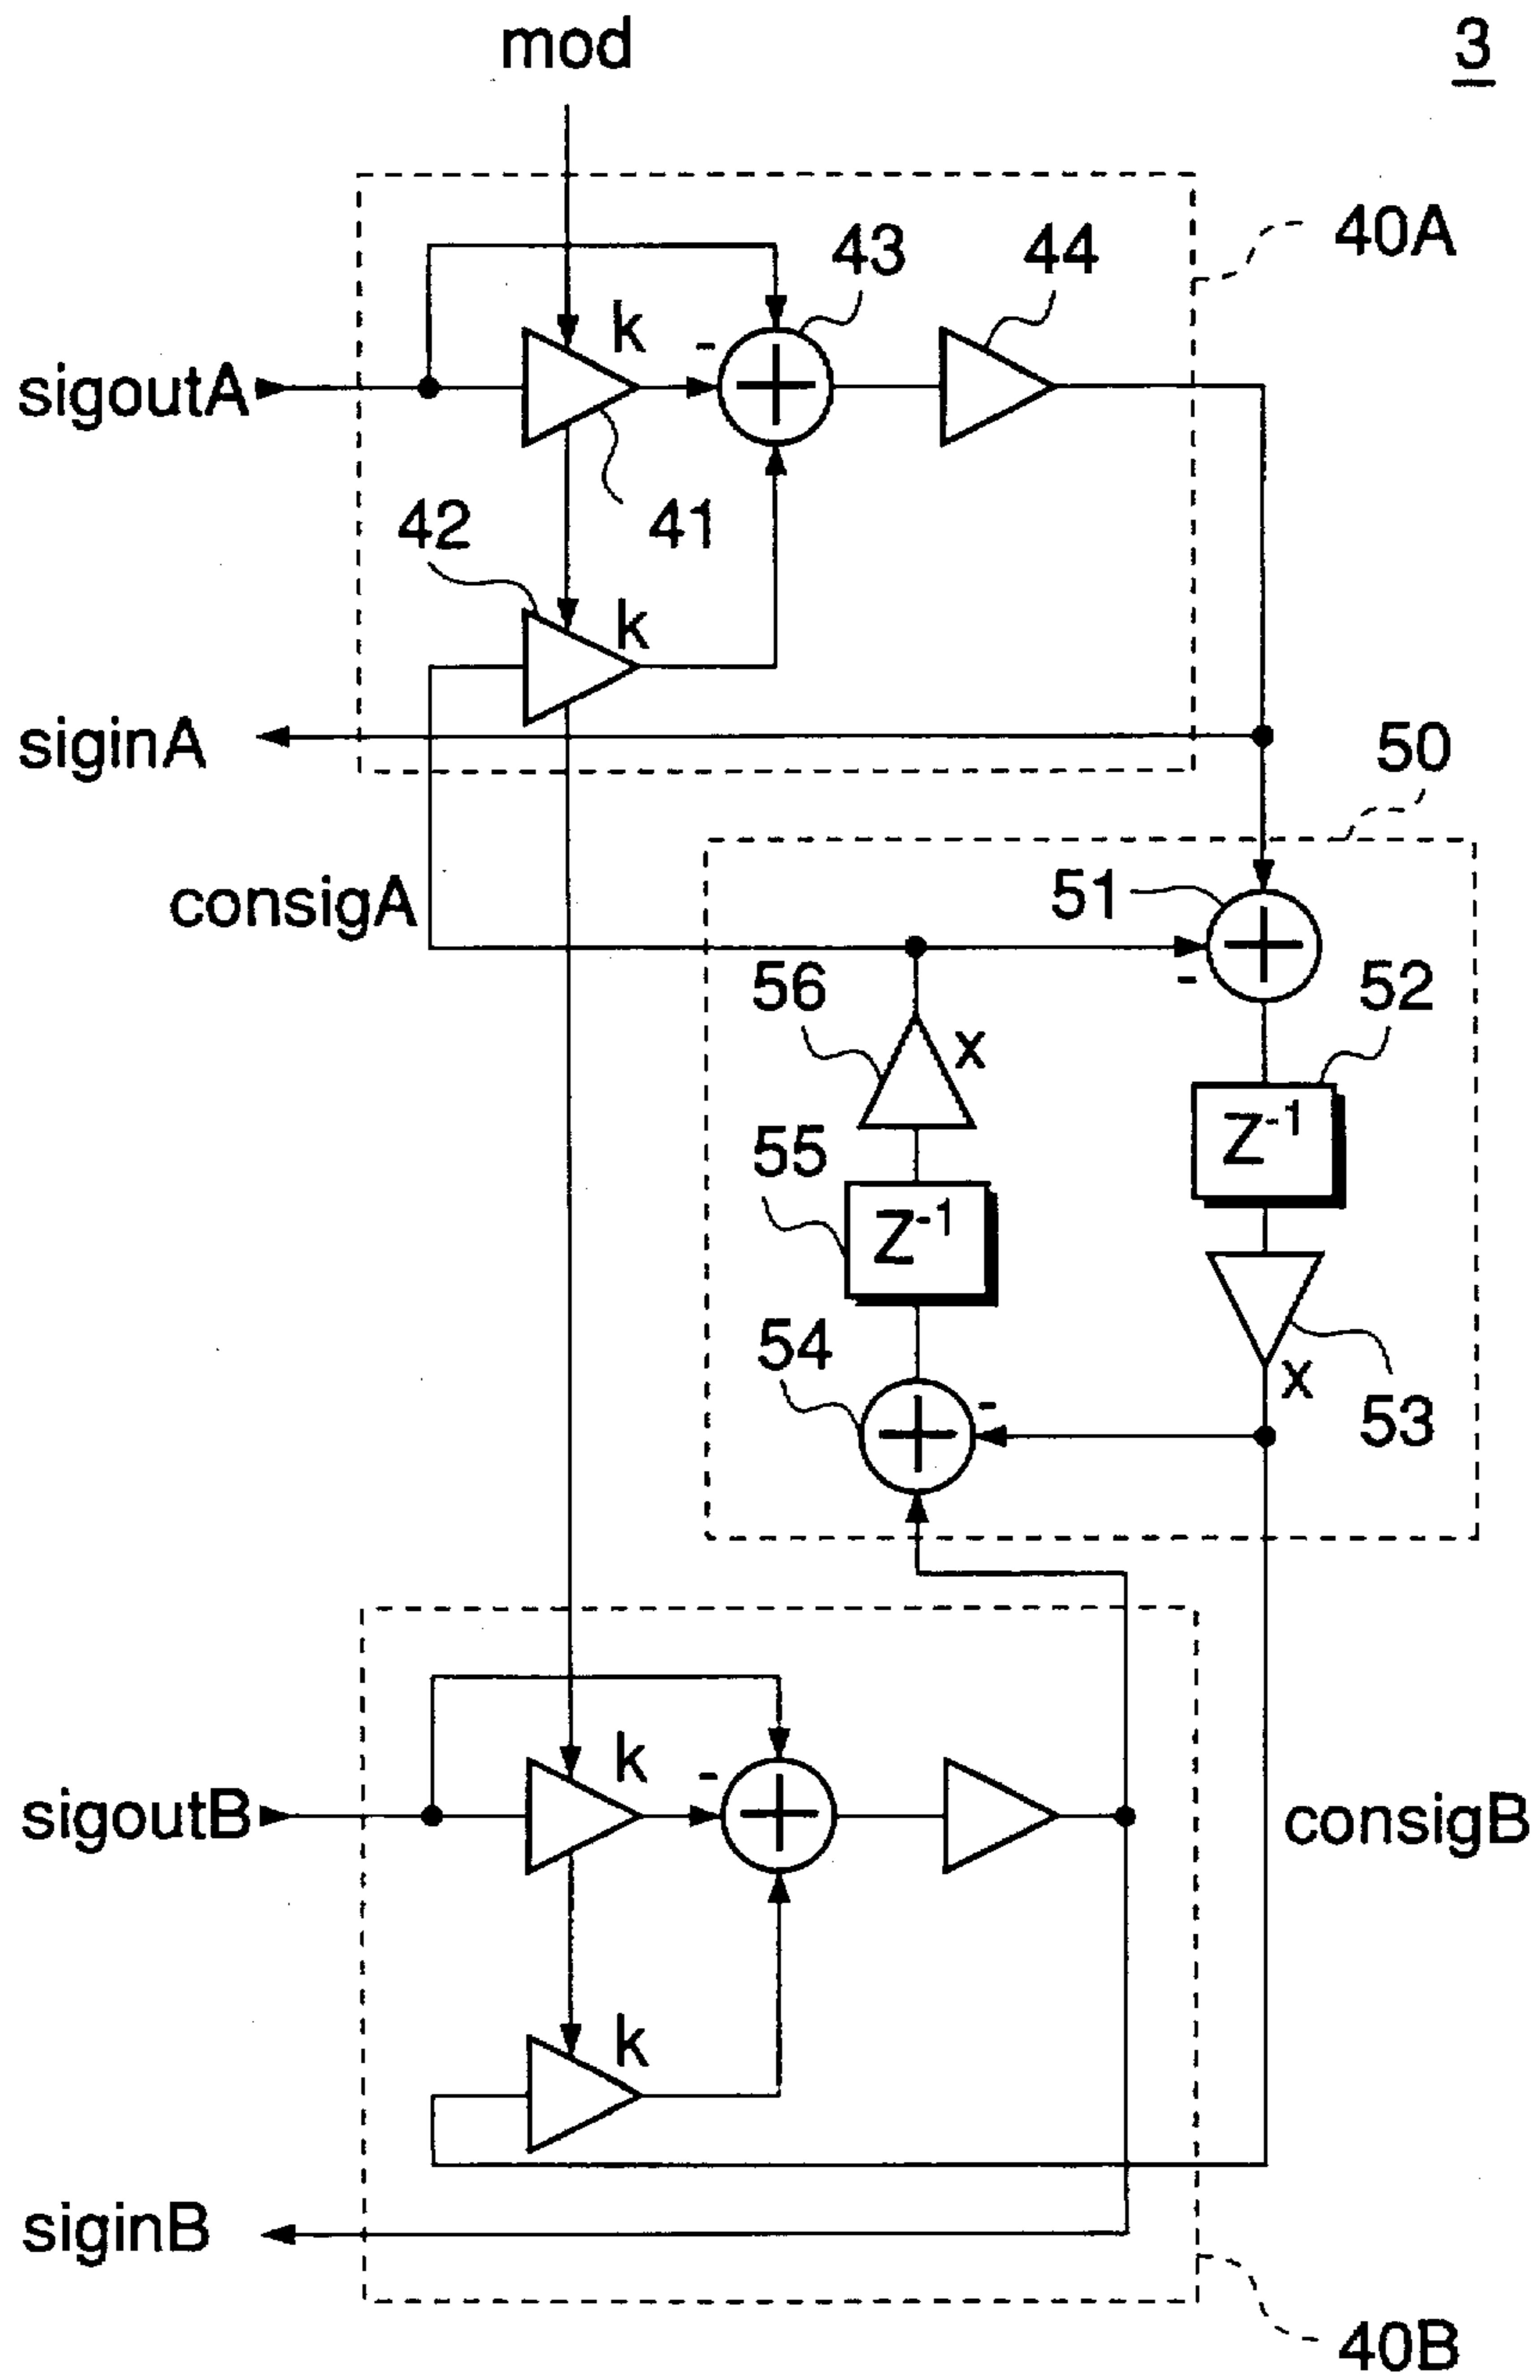 mod
3
40A
43
44
k
-
sigoutA
42
41
k
siginA
50
consigA
51
-
56
x
52
Z-1
55
Z-1
54
-
x
53
k
-
sigoutB
consigB
k
siginB
40B